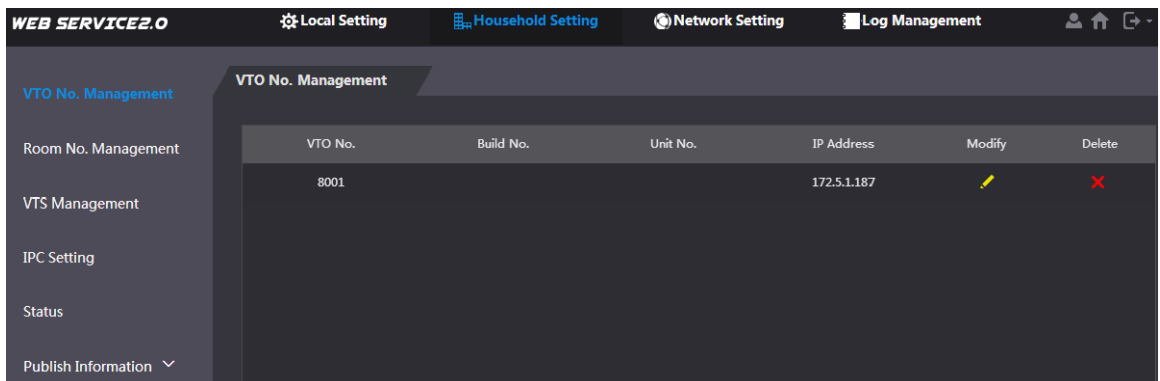 WEB SERVICE2.0 Local Setting Household Setting Network Setting Log Management
VTO No. Management
Room No. Management
VTS Management
IPC Setting
Status
Publish Information
VTO No. Management
VTO No. Build No. Unit No. IP Address Modify Delete
8001 172.5.1.187